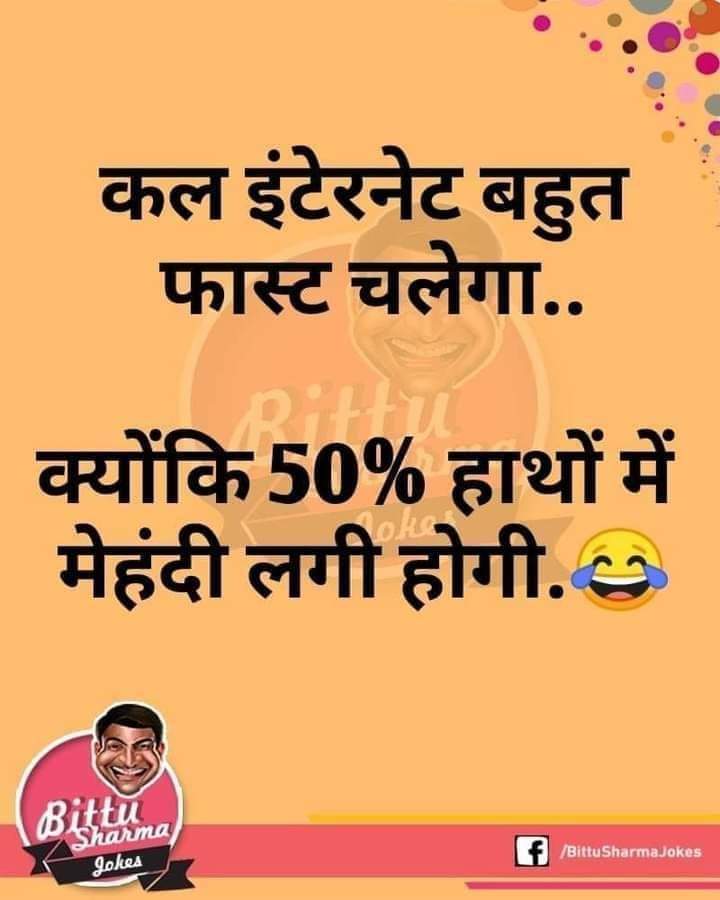 कल इंटरनेट बहुत
फास्ट चलेगा..
क्योंकि 50% हाथों में
मेहंदी लगी होगी.😂
Bittu
Sharma
Jokes
Bittu
Sharma
Jokes
f /BittuSharmaJokes